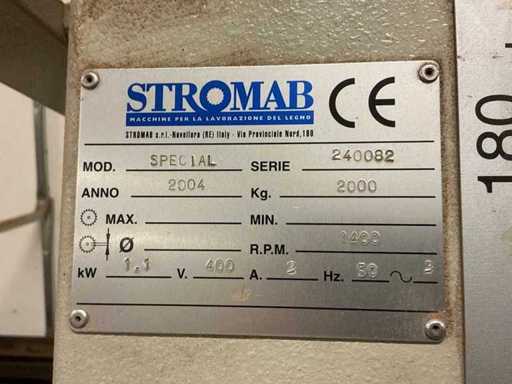 STROMAB CE
MACCHINE PER LA LAVORAZIONE DEL LEGNO
STROMAB s.r.l.-Novellara (RE) Italy - Via Provinciale Nord,180
MOD. SPECIAL SERIE 240082
ANNO 2004 Kg. 2000
MAX. MIN.
Ø R.P.M. 1400
kW 1.1 V. 400 A. 2 Hz. 50 ~
180